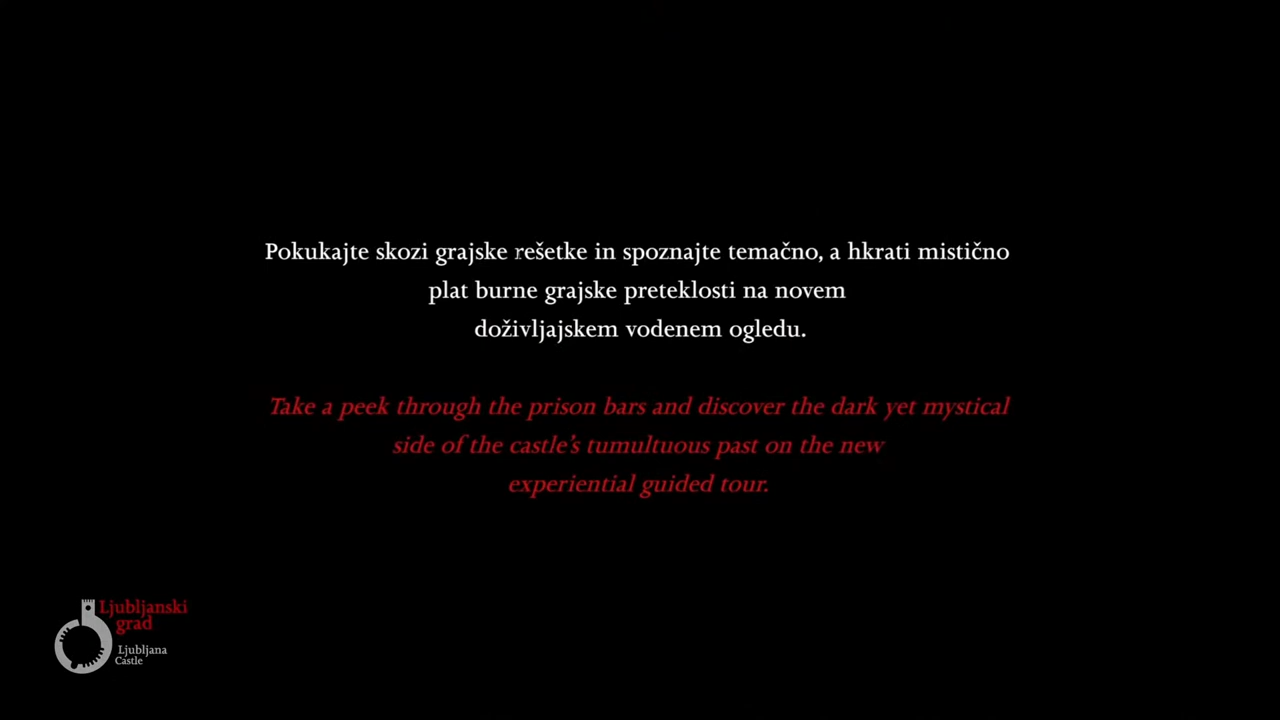 Pokukajte skozi grajske rešetke in spoznajte temačno, a hkrati mistično
plat burne grajske preteklosti na novem
doživljajskem vodenem ogledu.
Take a peek through the prison bars and discover the dark yet mystical
side of the castle’s tumultuous past on the new
experiential guided tour.
Ljubljanski
grad
Ljubljana
Castle